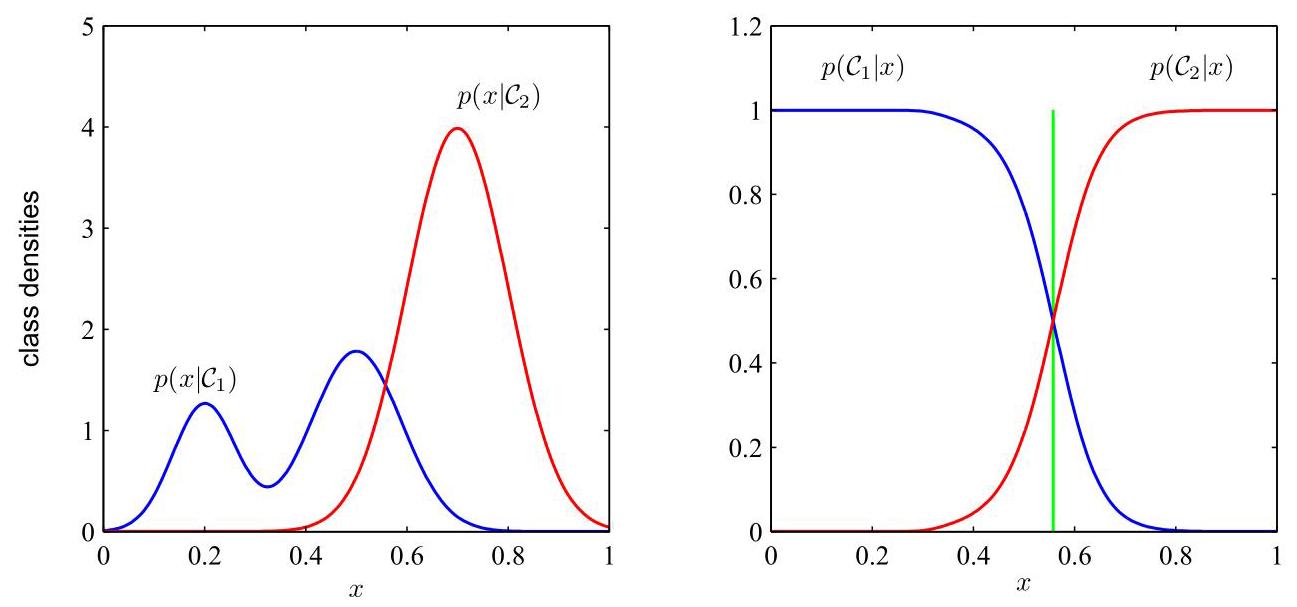 class densities
5
4
3
2
1
0
p(x|𝒞₂)
p(x|𝒞₁)
0 0.2 0.4 0.6 0.8 1
x
1.2
1
0.8
0.6
0.4
0.2
0
p(𝒞₁|x) p(𝒞₂|x)
0 0.2 0.4 0.6 0.8 1
x